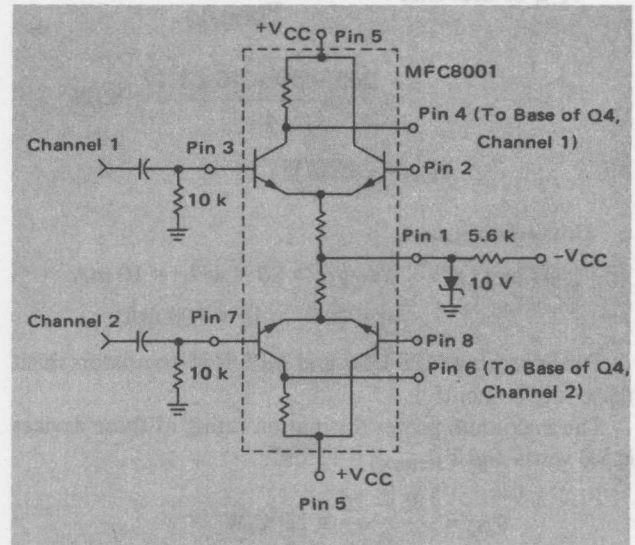 +VCC Pin 5
MFC8001
Pin 4 (To Base of Q4,
Channel 1)
Channel 1
Pin 3
Pin 2
10 k
Pin 1 5.6 k
-VCC
10 V
Channel 2
Pin 7
Pin 8
10 k
Pin 6 (To Base of Q4,
Channel 2)
+VCC
Pin 5